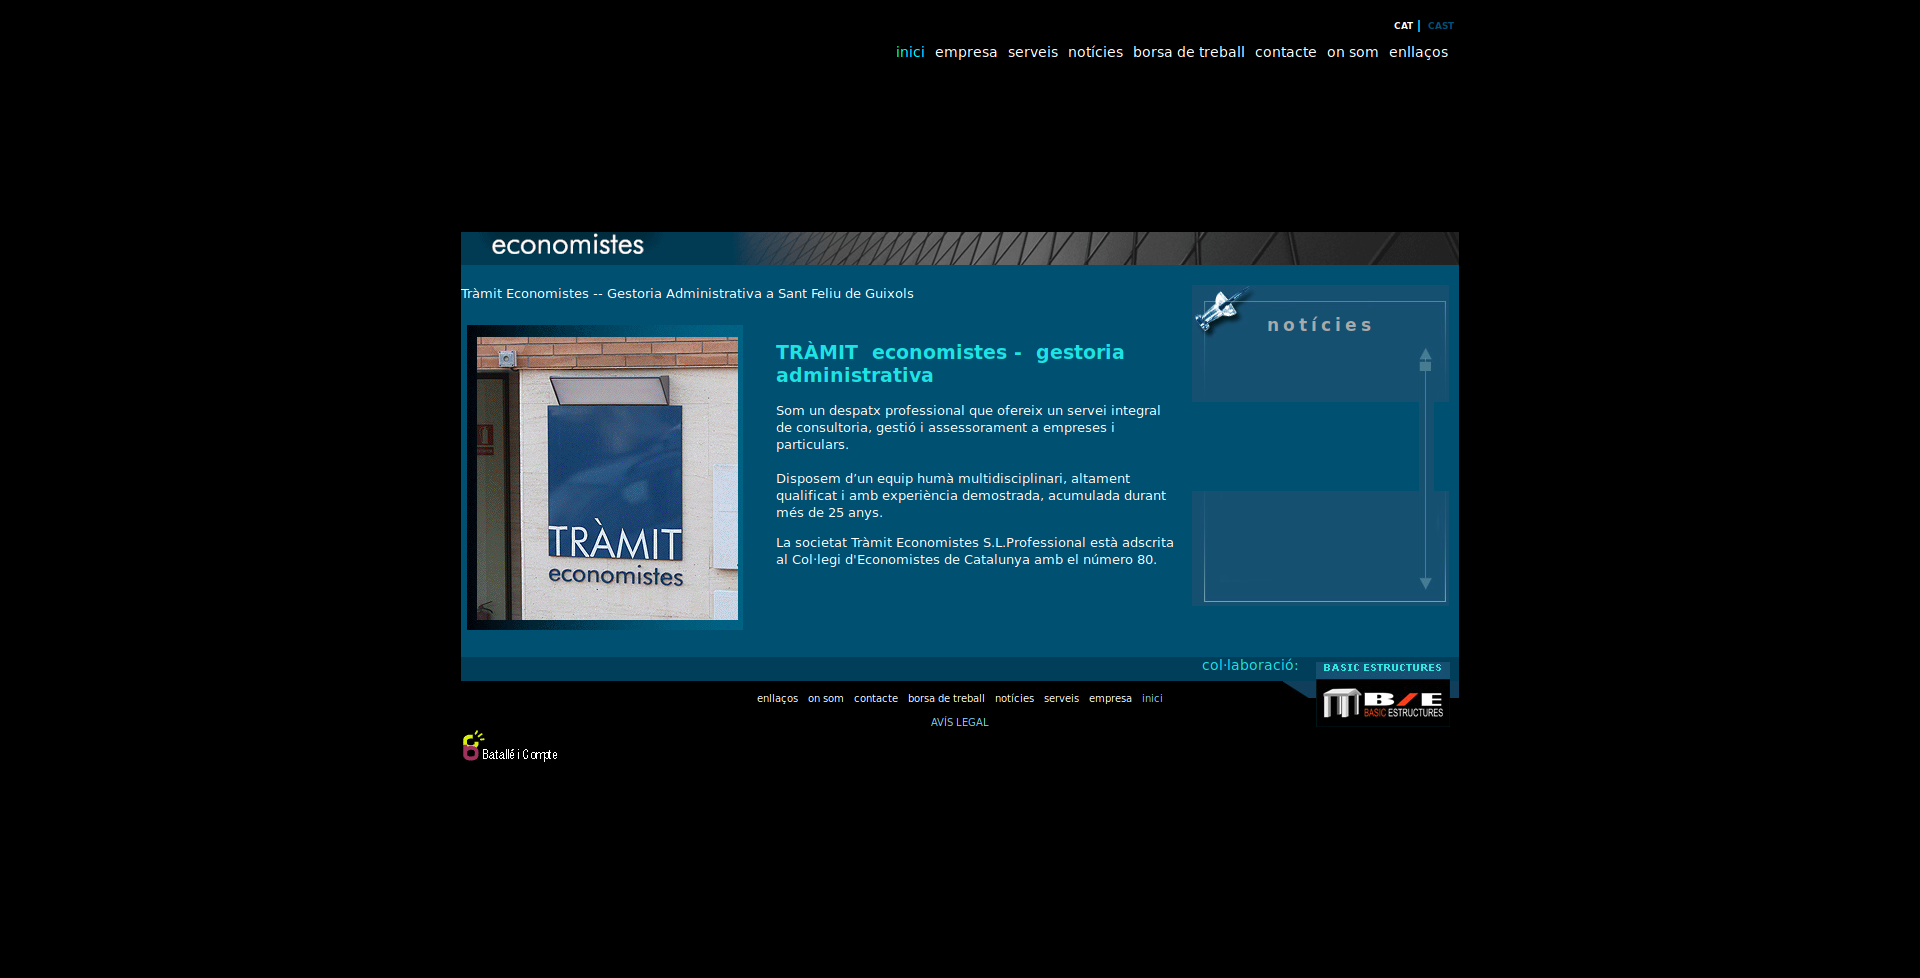 CAT | CAST
inici empresa serveis notícies borsa de treball contacte on som enllaços
economistes
Tràmit Economistes -- Gestoria Administrativa a Sant Feliu de Guixols
TRÀMIT
economistes
TRÀMIT economistes - gestoria
administrativa
Som un despatx professional que ofereix un servei integral
de consultoria, gestió i assessorament a empreses i
particulars.
Disposem d’un equip humà multidisciplinari, altament
qualificat i amb experiència demostrada, acumulada durant
més de 25 anys.
La societat Tràmit Economistes S.L.Professional està adscrita
al Col·legi d'Economistes de Catalunya amb el número 80.
notícies
col·laboració:
BASIC ESTRUCTURES
B/E
BASIC ESTRUCTURES
enllaços on som contacte borsa de treball notícies serveis empresa inici
AVÍS LEGAL
Batallé i Compte